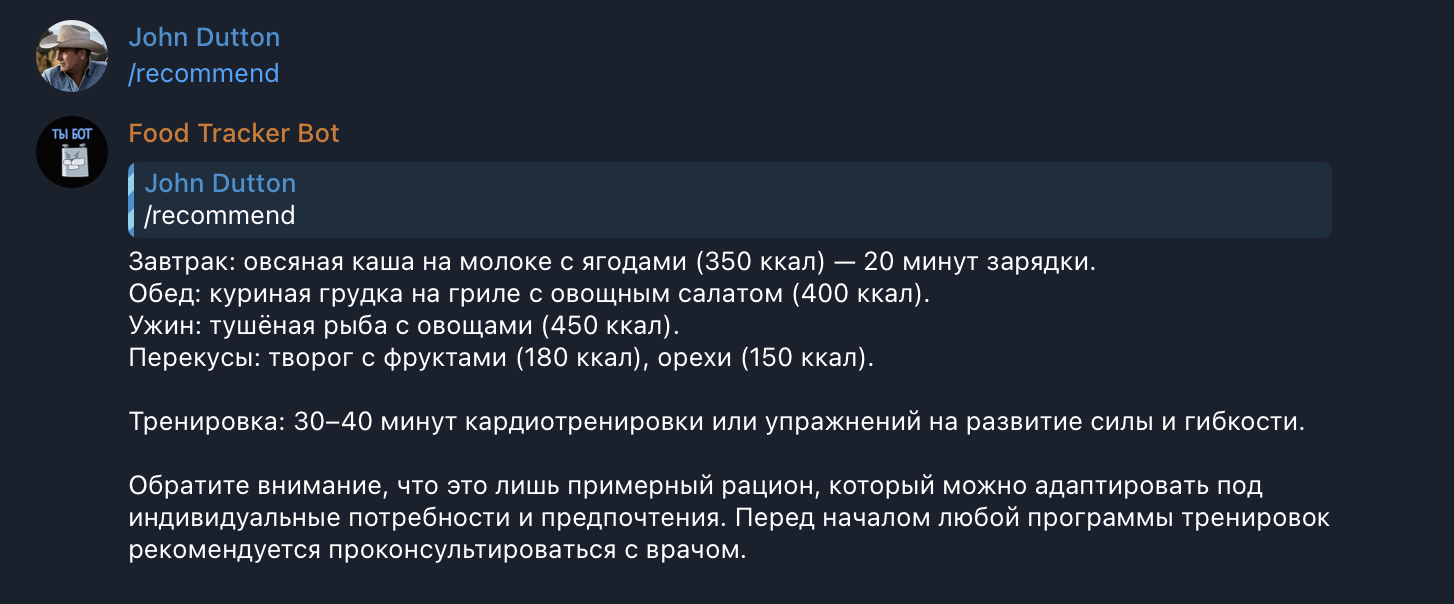 John Dutton
/recommend
ТЫ БОТ
Food Tracker Bot
John Dutton
/recommend
Завтрак: овсяная каша на молоке с ягодами (350 ккал) — 20 минут зарядки.
Обед: куриная грудка на гриле с овощным салатом (400 ккал).
Ужин: тушёная рыба с овощами (450 ккал).
Перекусы: творог с фруктами (180 ккал), орехи (150 ккал).
Тренировка: 30–40 минут кардиотренировки или упражнений на развитие силы и гибкости.
Обратите внимание, что это лишь примерный рацион, который можно адаптировать под
индивидуальные потребности и предпочтения. Перед началом любой программы тренировок
рекомендуется проконсультироваться с врачом.